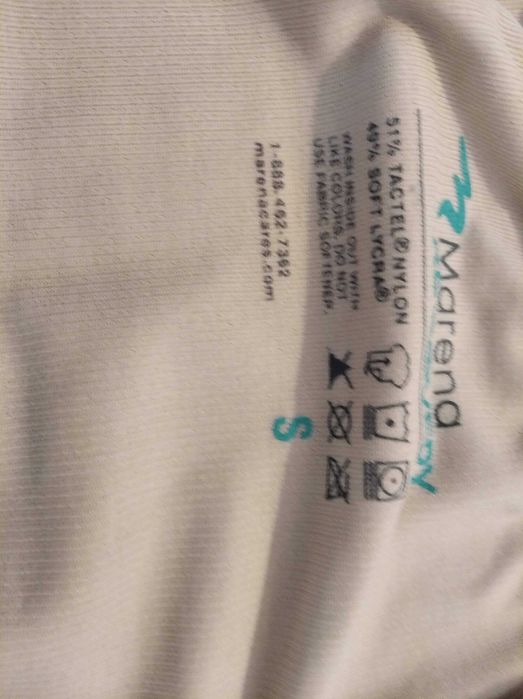 Marena
51% TACTEL® NYLON
49% SOFT LYCRA®
WASH INSIDE OUT WITH
LIKE COLORS. DO NOT
USE FABRIC SOFTENER.
1-888-462-7362
marenacares.com
S